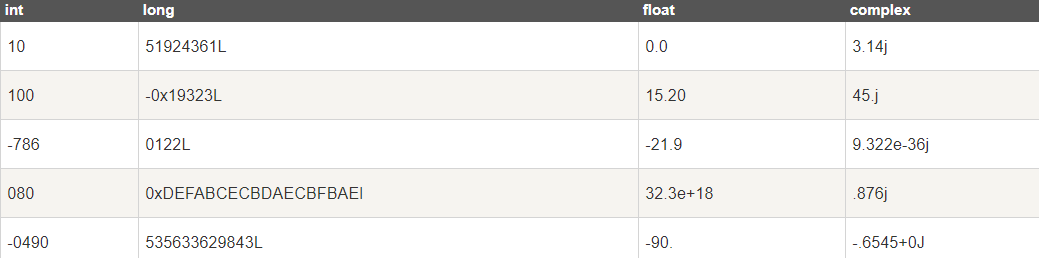 int long float complex
10 51924361L 0.0 3.14j
100 -0x19323L 15.20 45.j
-786 0122L -21.9 9.322e-36j
080 0xDEFABCECBDAECBFBAEl 32.3e+18 .876j
-0490 535633629843L -90. -.6545+0J